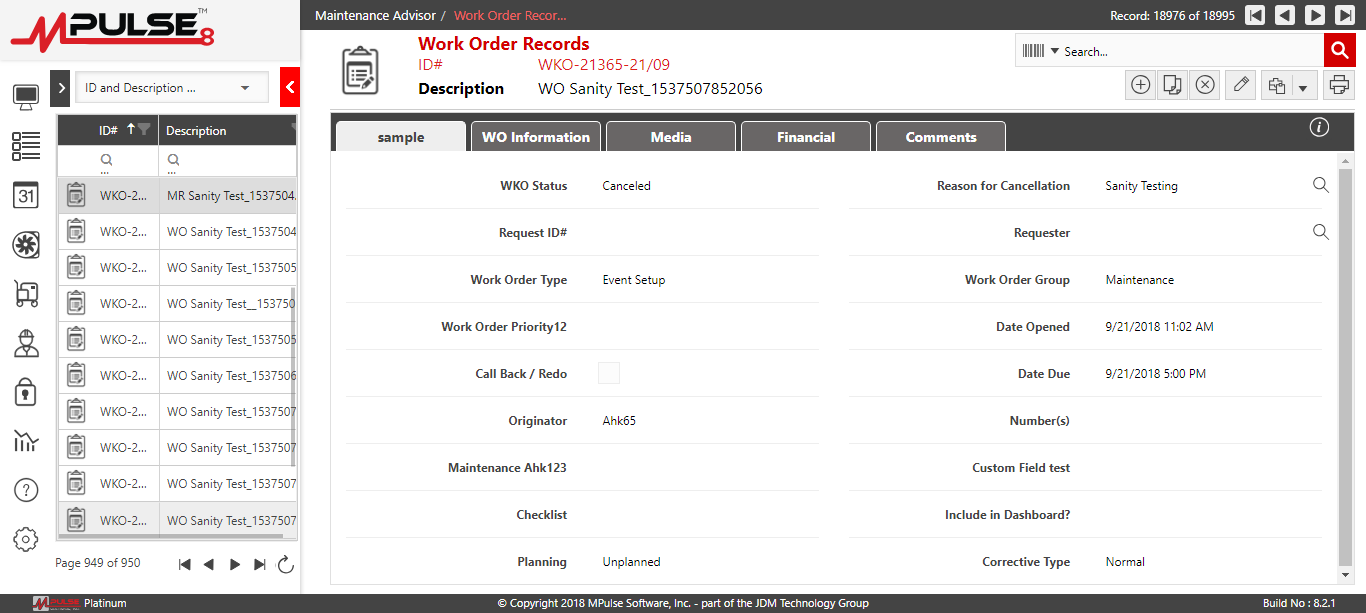 MPULSE 8 TM
Maintenance Advisor / Work Order Recor...
Record: 18976 of 18995
Work Order Records
ID# WKO-21365-21/09
Description WO Sanity Test_1537507852056
Search...
ID and Description ...
ID# Description
... ...
WKO-2... MR Sanity Test_1537504
WKO-2... WO Sanity Test_1537504
WKO-2... WO Sanity Test_1537505
WKO-2... WO Sanity Test__153750
WKO-2... WO Sanity Test_1537505
WKO-2... WO Sanity Test_1537506
WKO-2... WO Sanity Test_1537507
WKO-2... WO Sanity Test_1537507
WKO-2... WO Sanity Test_1537507
WKO-2... WO Sanity Test_1537507
Page 949 of 950
31
?
sample WO Information Media Financial Comments
i
WKO Status Canceled Reason for Cancellation Sanity Testing
Request ID# Requester
Work Order Type Event Setup Work Order Group Maintenance
Work Order Priority12 Date Opened 9/21/2018 11:02 AM
Call Back / Redo Date Due 9/21/2018 5:00 PM
Originator Ahk65 Number(s)
Maintenance Ahk123 Custom Field test
Checklist Include in Dashboard?
Planning Unplanned Corrective Type Normal
MPULSE Platinum
© Copyright 2018 MPulse Software, Inc. - part of the JDM Technology Group
Build No : 8.2.1